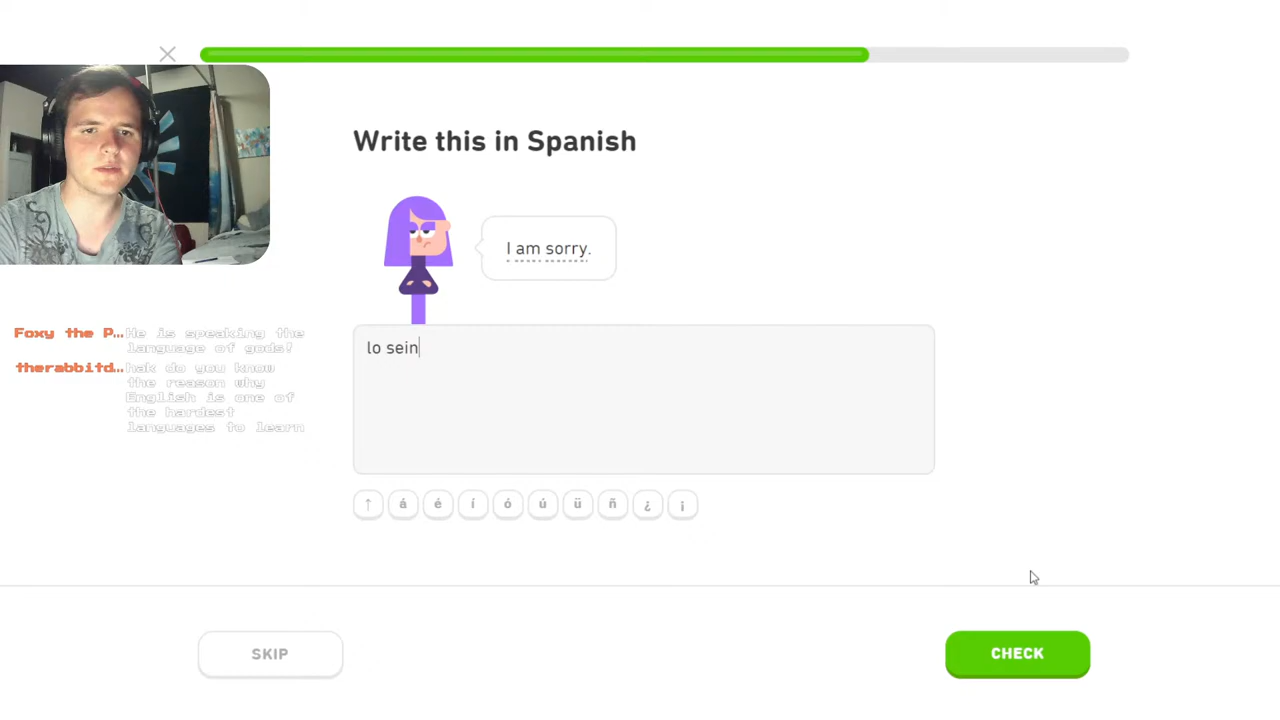 Write this in Spanish
I am sorry.
lo sein
Foxy the P... He is speaking the
language of gods!
therabbitd... hak do you know
the reason why
English is one of
the hardest
languages to learn
↑ á é í ó ú ü ñ ¿ ¡
SKIP
CHECK